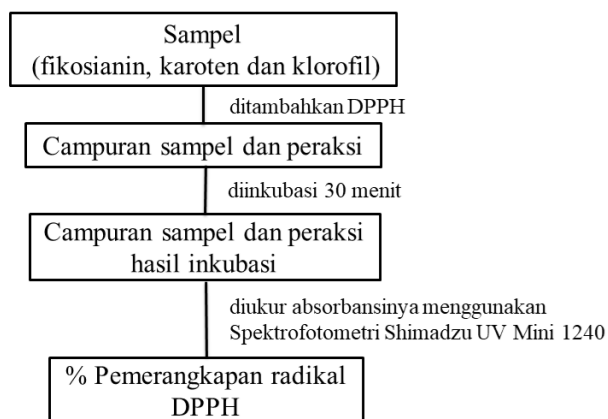 Sampel
(fikosianin, karoten dan klorofil)
ditambahkan DPPH
Campuran sampel dan peraksi
diinkubasi 30 menit
Campuran sampel dan peraksi
hasil inkubasi
diukur absorbansinya menggunakan
Spektrofotometri Shimadzu UV Mini 1240
% Pemerangkapan radikal
DPPH